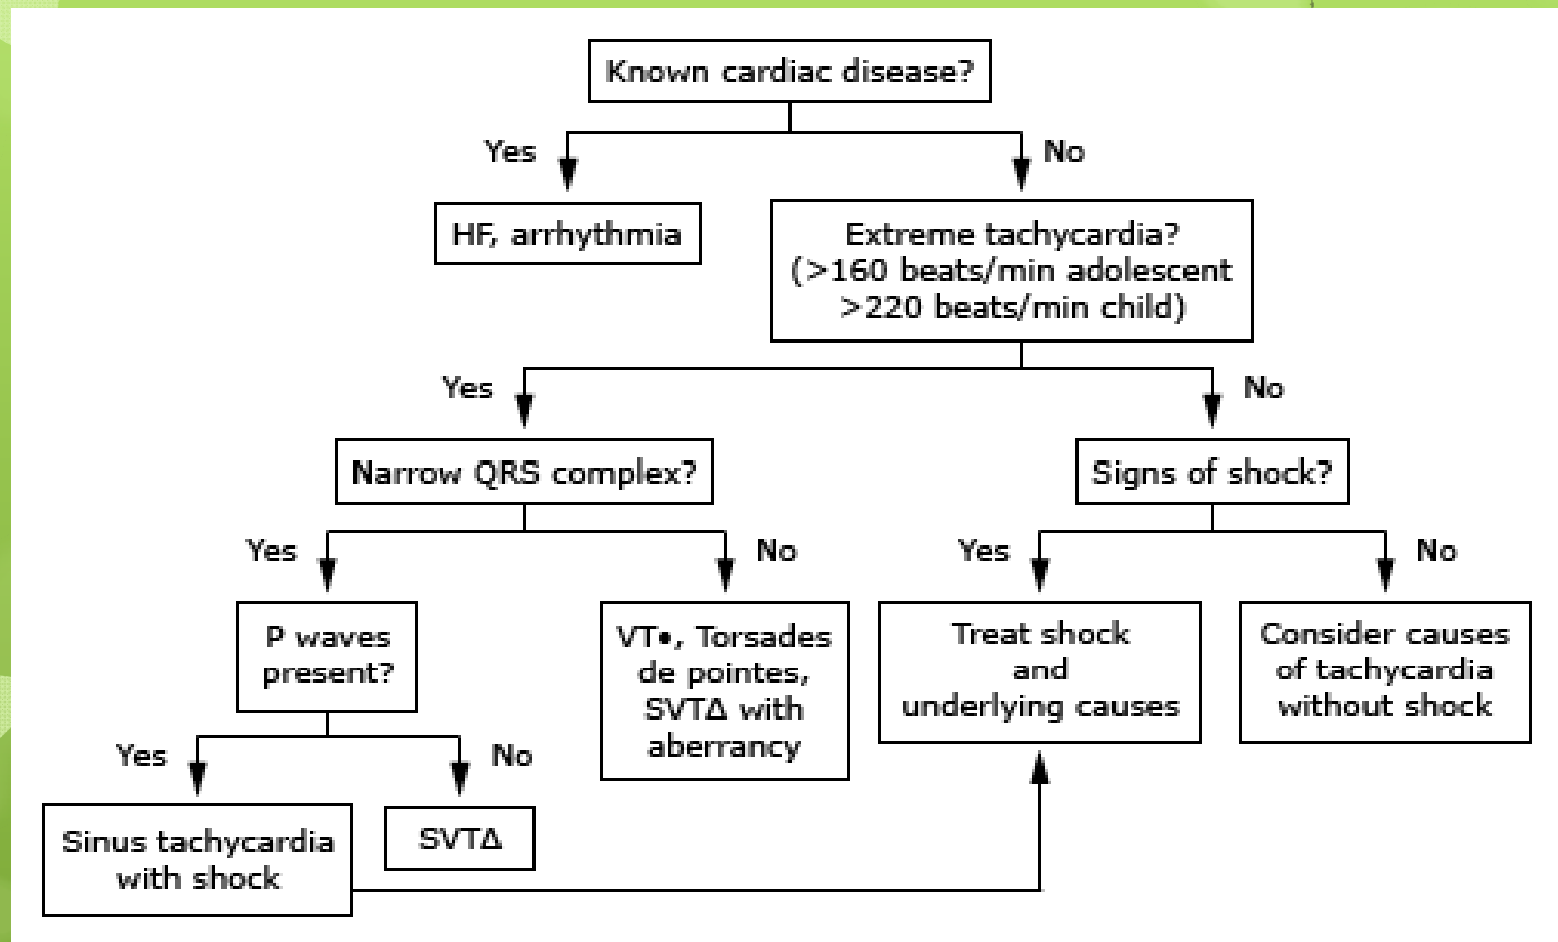 Known cardiac disease?
Yes
No
HF, arrhythmia
Extreme tachycardia?
(>160 beats/min adolescent
>220 beats/min child)
Yes
No
Narrow QRS complex?
Signs of shock?
Yes
No
Yes
No
P waves
present?
VT•, Torsades
de pointes,
SVTΔ with
aberrancy
Treat shock
and
underlying causes
Consider causes
of tachycardia
without shock
Yes
No
Sinus tachycardia
with shock
SVTΔ